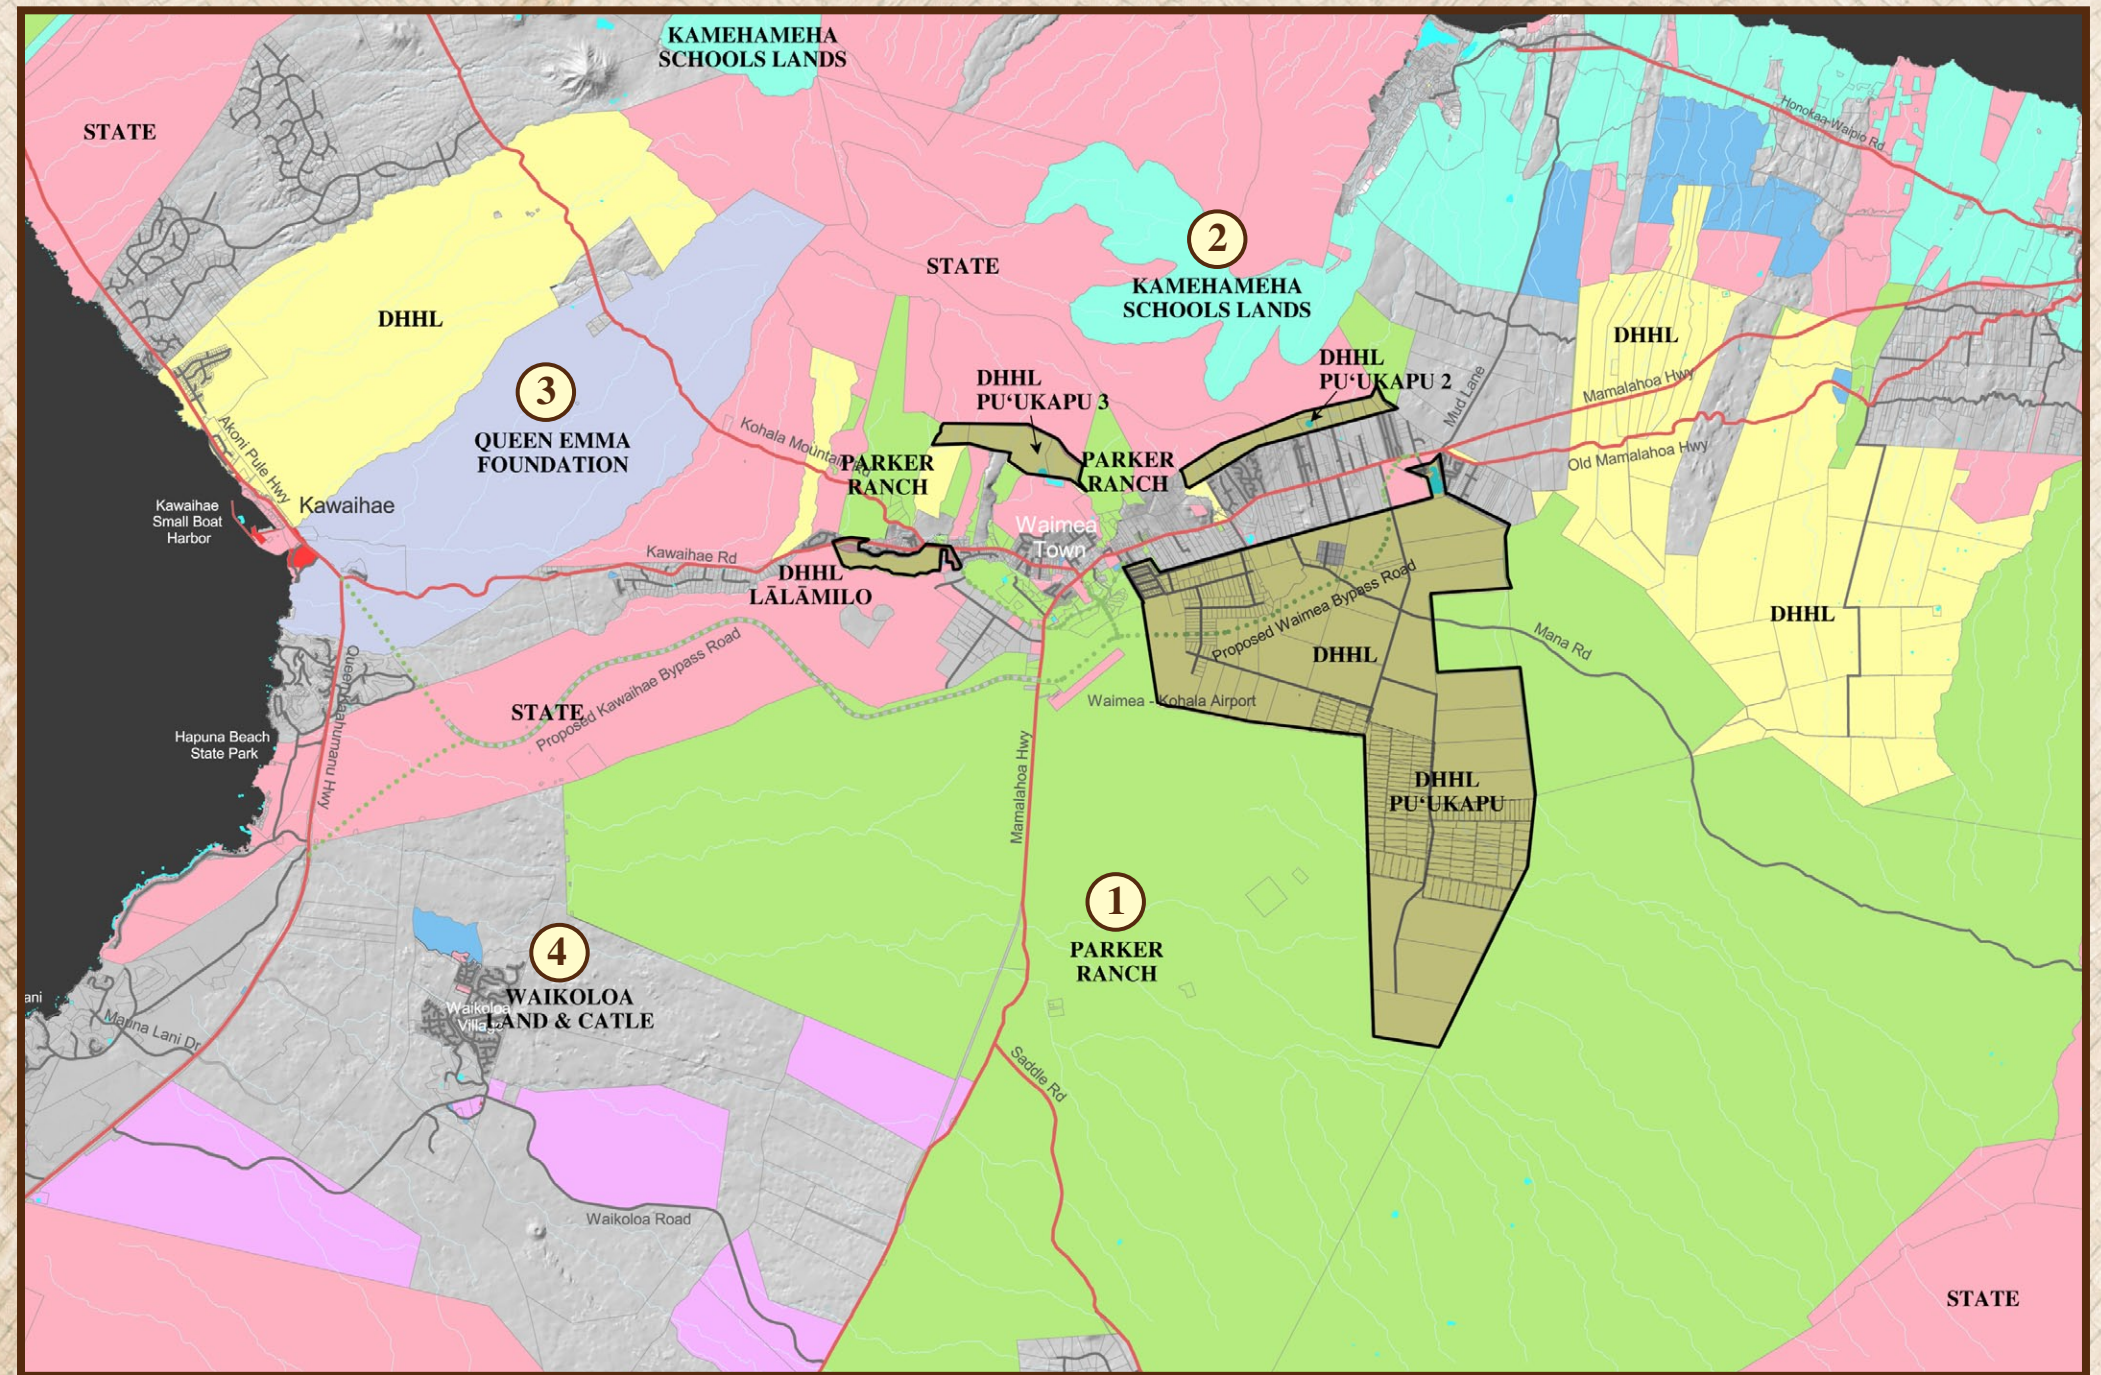 KAMEHAMEHA
SCHOOLS LANDS
STATE
Honokaa-Waipio Rd
2
STATE
KAMEHAMEHA
SCHOOLS LANDS
DHHL
DHHL
DHHL
PU‘UKAPU 2
DHHL
PU‘UKAPU 3
3
QUEEN EMMA
FOUNDATION
Mud Lane
Mamalahoa Hwy
Old Mamalahoa Hwy
Akoni Pule Hwy
Kohala Mountain Rd
PARKER
RANCH
PARKER
RANCH
Kawaihae
Kawaihae
Small Boat
Harbor
Waimea
Town
Kawaihae Rd
DHHL
LĀLĀMILO
Proposed Waimea Bypass Road
DHHL
DHHL
Mana Rd
Queen Kaahumanu Hwy
STATE
Proposed Kawaihae Bypass Road
Waimea - Kohala Airport
Hapuna Beach
State Park
Mamalahoa Hwy
DHHL
PU‘UKAPU
1
PARKER
RANCH
4
WAIKOLOA
LAND & CATLE
Waikoloa
Village
ani
Mauna Lani Dr
Saddle Rd
Waikoloa Road
STATE